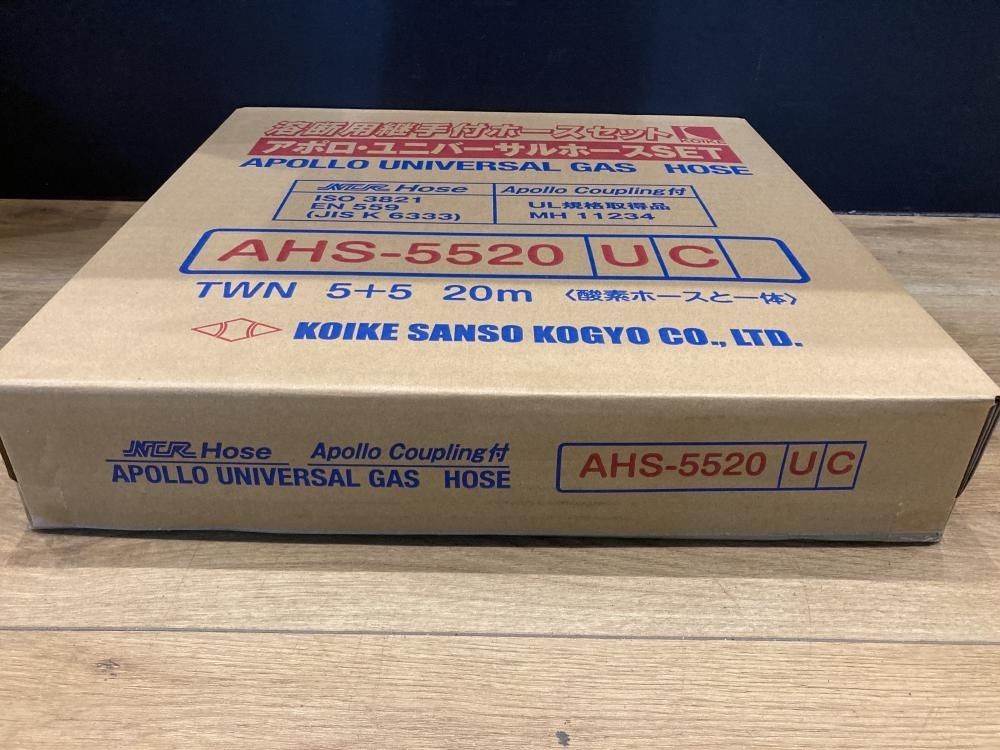 溶断用継手付ホースセット
KOIKE
アポロ・ユニバーサルホースSET
APOLLO UNIVERSAL GAS HOSE
NCR Hose
Apollo Coupling付
ISO 3821
EN 559
(JIS K 6333)
UL規格取得品
MH 11234
AHS-5520 U C
TWN 5+5 20m 〈酸素ホースと一体〉
KOIKE SANSO KOGYO CO., LTD.
NCR Hose Apollo Coupling付
APOLLO UNIVERSAL GAS HOSE
AHS-5520 U C